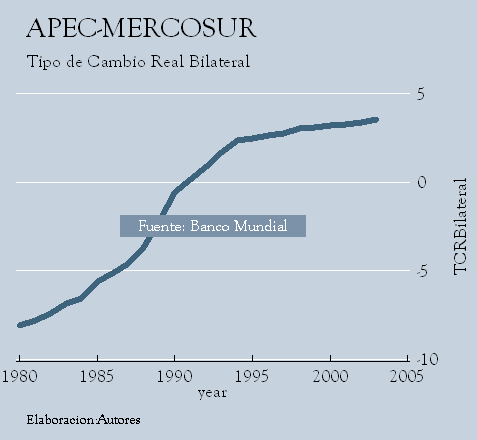 APEC-MERCOSUR
Tipo de Cambio Real Bilateral
5
0
-5
-10
TCRBilateral
Fuente: Banco Mundial
1980 1985 1990 1995 2000 2005
year
Elaboracion:Autores